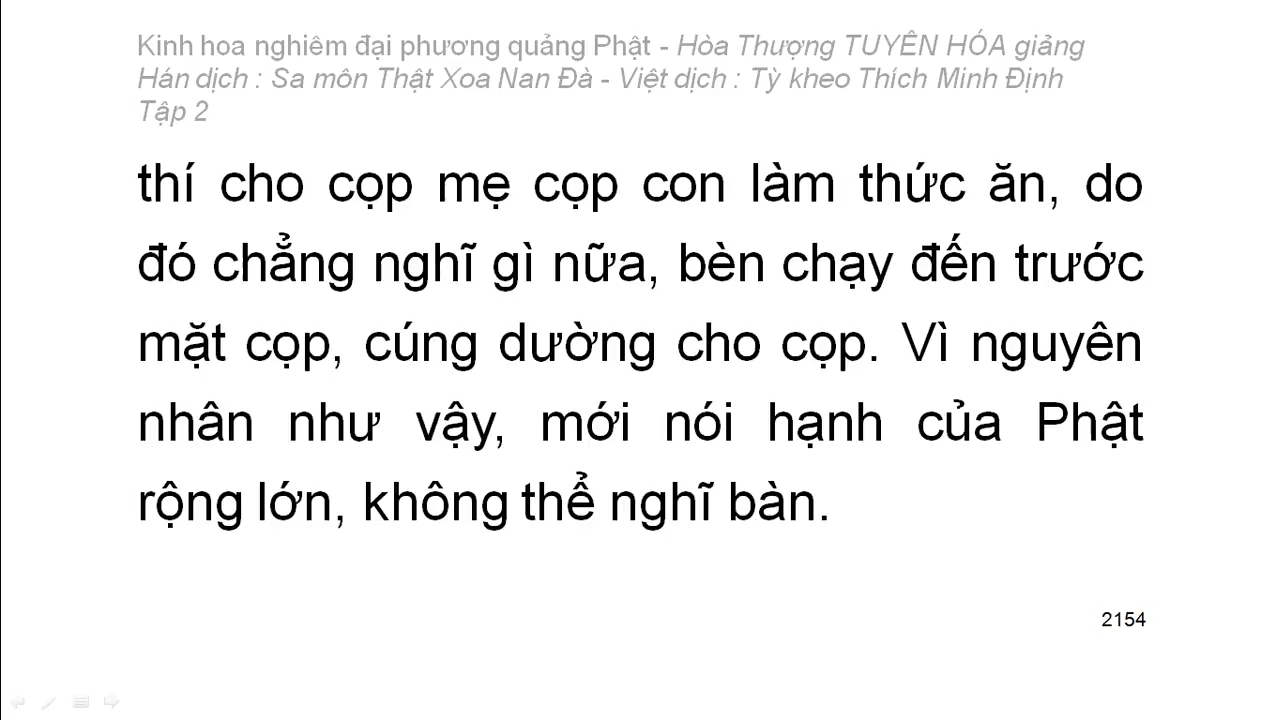 Kinh hoa nghiêm đại phương quảng Phật - Hòa Thượng TUYÊN HÓA giảng
Hán dịch : Sa môn Thật Xoa Nan Đà - Việt dịch : Tỳ kheo Thích Minh Định
Tập 2
thí cho cọp mẹ cọp con làm thức ăn, do
đó chẳng nghĩ gì nữa, bèn chạy đến trước
mặt cọp, cúng dường cho cọp. Vì nguyên
nhân như vậy, mới nói hạnh của Phật
rộng lớn, không thể nghĩ bàn.
2154